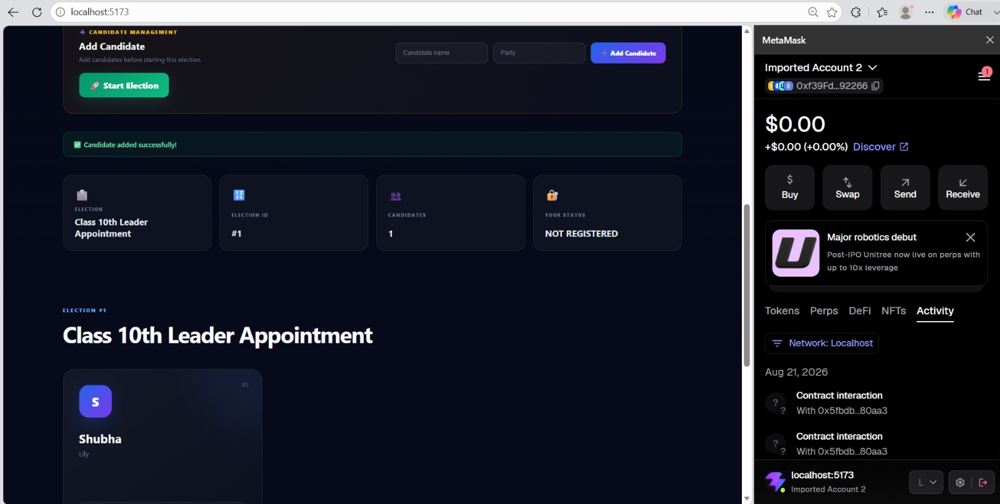 localhost:5173
Chat
CANDIDATE MANAGEMENT
Add Candidate
Add candidates before starting this election.
Candidate name
Party
Add Candidate
Start Election
Candidate added successfully!
ELECTION
Class 10th Leader
Appointment
ELECTION ID
#1
CANDIDATES
1
YOUR STATUS
NOT REGISTERED
ELECTION #1
Class 10th Leader Appointment
01
S
Shubha
Lily
MetaMask
Imported Account 2
1
0xf39Fd...92266
$0.00
+$0.00 (+0.00%) Discover
$
Buy
Swap
Send
Receive
Major robotics debut
Post-IPO Unitree now live on perps with
up to 10x leverage
Tokens
Perps
DeFi
NFTs
Activity
Network: Localhost
Aug 21, 2026
?
?
Contract interaction
With 0x5fbdb...80aa3
?
?
Contract interaction
With 0x5fbdb...80aa3
localhost:5173
Imported Account 2
L